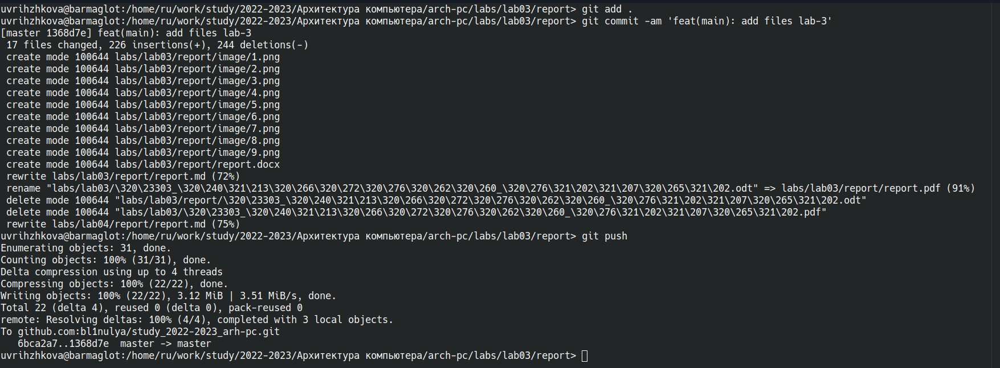 uvrihzhkova@barmaglot:/home/ru/work/study/2022-2023/Архитектура компьютера/arch-pc/labs/lab03/report> git add .
uvrihzhkova@barmaglot:/home/ru/work/study/2022-2023/Архитектура компьютера/arch-pc/labs/lab03/report> git commit -am 'feat(main): add files lab-3'
[master 1368d7e] feat(main): add files lab-3
 17 files changed, 226 insertions(+), 244 deletions(-)
 create mode 100644 labs/lab03/report/image/1.png
 create mode 100644 labs/lab03/report/image/2.png
 create mode 100644 labs/lab03/report/image/3.png
 create mode 100644 labs/lab03/report/image/4.png
 create mode 100644 labs/lab03/report/image/5.png
 create mode 100644 labs/lab03/report/image/6.png
 create mode 100644 labs/lab03/report/image/7.png
 create mode 100644 labs/lab03/report/image/8.png
 create mode 100644 labs/lab03/report/image/9.png
 create mode 100644 labs/lab03/report/report.docx
 rewrite labs/lab03/report/report.md (72%)
 rename "labs/lab03/\320\23303_\320\240\321\213\320\266\320\272\320\276\320\262\320\260_\320\276\321\202\321\207\320\265\321\202.odt" => labs/lab03/report/report.pdf (91%)
 delete mode 100644 "labs/lab03/report/\320\23303_\320\240\321\213\320\266\320\272\320\276\320\262\320\260_\320\276\321\202\321\207\320\265\321\202.odt"
 delete mode 100644 "labs/lab03/\320\23303_\320\240\321\213\320\266\320\272\320\276\320\262\320\260_\320\276\321\202\321\207\320\265\321\202.pdf"
 rewrite labs/lab04/report/report.md (75%)
uvrihzhkova@barmaglot:/home/ru/work/study/2022-2023/Архитектура компьютера/arch-pc/labs/lab03/report> git push
Enumerating objects: 31, done.
Counting objects: 100% (31/31), done.
Delta compression using up to 4 threads
Compressing objects: 100% (22/22), done.
Writing objects: 100% (22/22), 3.12 MiB | 3.51 MiB/s, done.
Total 22 (delta 4), reused 0 (delta 0), pack-reused 0
remote: Resolving deltas: 100% (4/4), completed with 3 local objects.
To github.com:bl1nulya/study_2022-2023_arh-pc.git
   6bca2a7..1368d7e  master -> master
uvrihzhkova@barmaglot:/home/ru/work/study/2022-2023/Архитектура компьютера/arch-pc/labs/lab03/report>